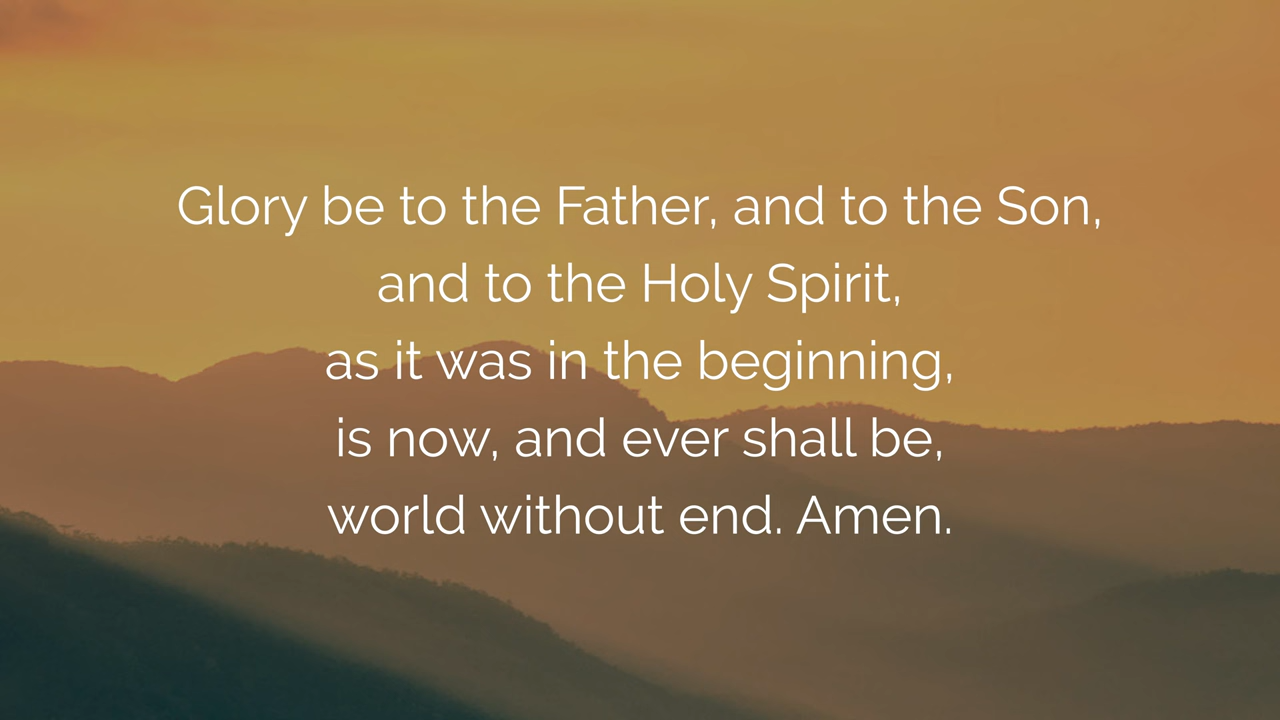 Glory be to the Father, and to the Son,
and to the Holy Spirit,
as it was in the beginning,
is now, and ever shall be,
world without end. Amen.